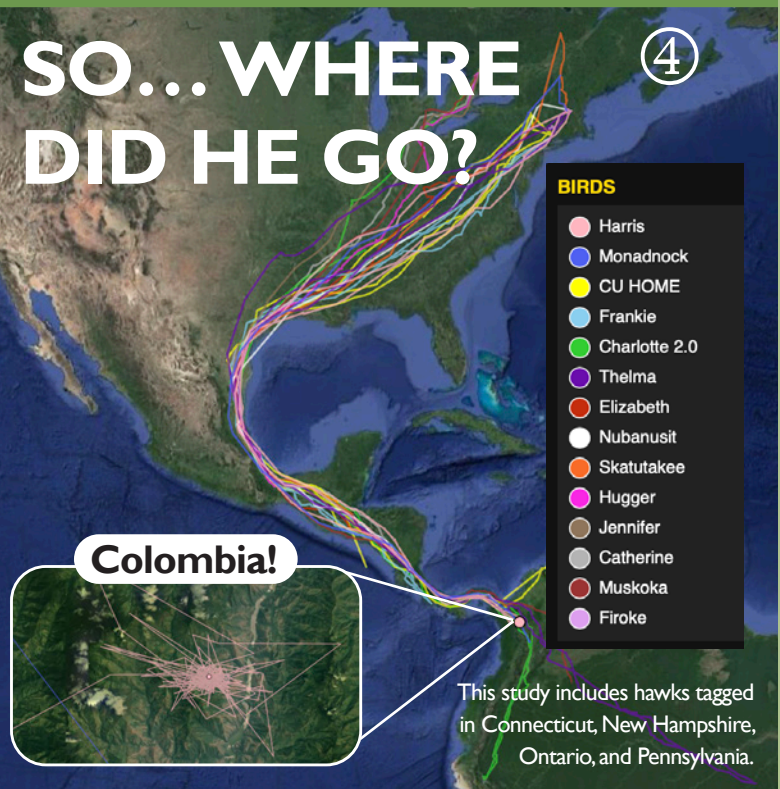 SO... WHERE
DID HE GO?
④
BIRDS
Harris
Monadnock
CU HOME
Frankie
Charlotte 2.0
Thelma
Elizabeth
Nubanusit
Skatutakee
Hugger
Jennifer
Catherine
Muskoka
Firoke
Colombia!
This study includes hawks tagged
in Connecticut, New Hampshire,
Ontario, and Pennsylvania.